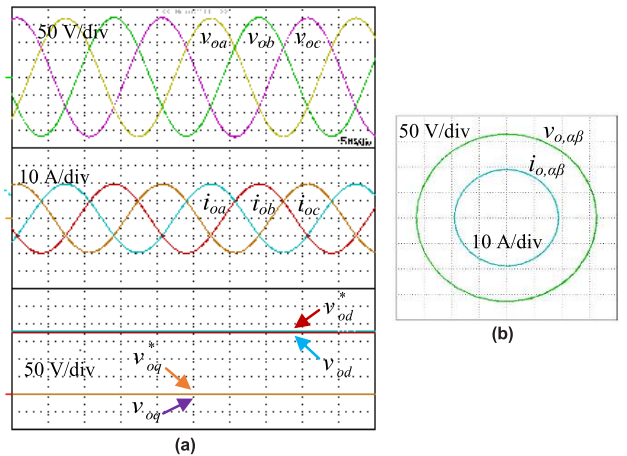 50 V/div
v_oa v_ob v_oc
5ms/div
10 A/div
i_oa i_ob i_oc
v*_od
v*_oq
50 V/div
v_od
v_oq
(a)
50 V/div
v_o,αβ
i_o,αβ
10 A/div
(b)